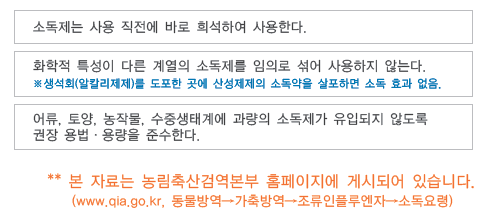 소독제는 사용 직전에 바로 희석하여 사용한다.
화학적 특성이 다른 계열의 소독제를 임의로 섞어 사용하지 않는다.
※생석회(알칼리제제)를 도포한 곳에 산성제제의 소독약을 살포하면 소독 효과 없음.
어류, 토양, 농작물, 수중생태계에 과량의 소독제가 유입되지 않도록
권장 용법 · 용량을 준수한다.
** 본 자료는 농림축산검역본부 홈페이지에 게시되어 있습니다.
(www.qia.go.kr, 동물방역→가축방역→조류인플루엔자→소독요령)